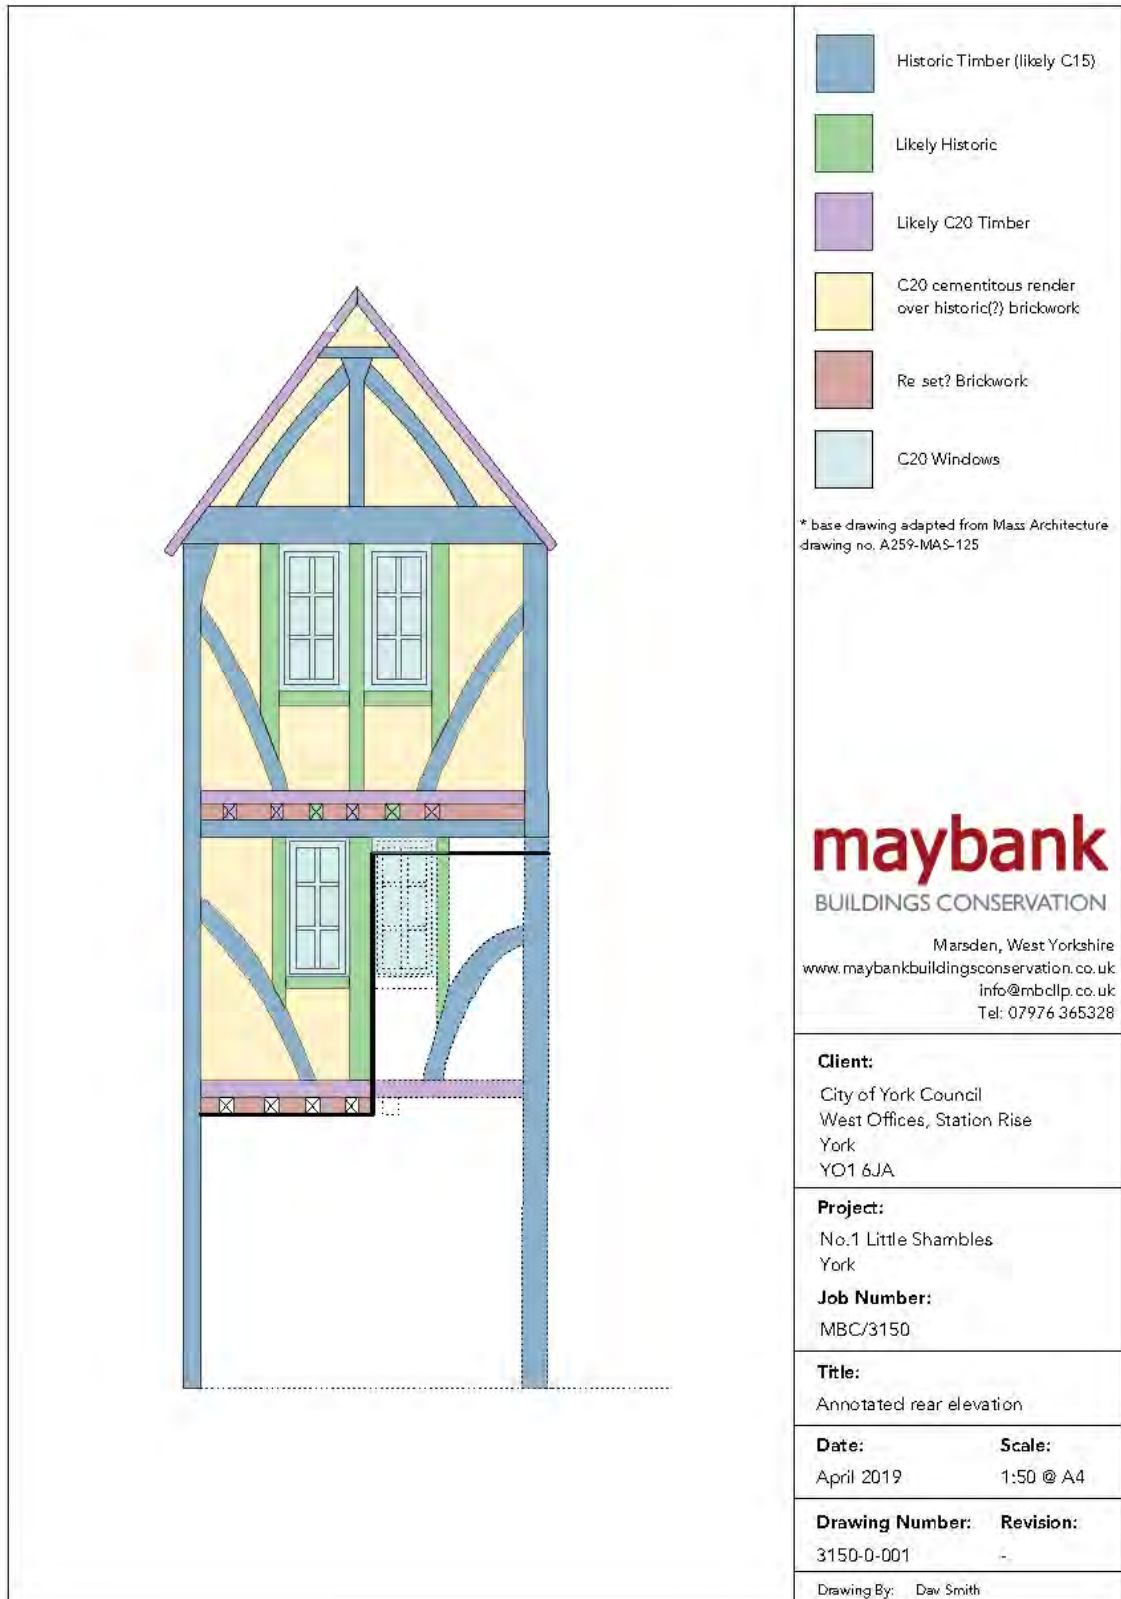 Historic Timber (likely C15)
Likely Historic
Likely C20 Timber
C20 cementitous render
over historic(?) brickwork
Re set? Brickwork
C20 Windows
* base drawing adapted from Mass Architecture
drawing no. A259-MAS-125
maybank
BUILDINGS CONSERVATION
Marsden, West Yorkshire
www.maybankbuildingsconservation.co.uk
info@mbcllp.co.uk
Tel: 07976 365328
Client:
City of York Council
West Offices, Station Rise
York
YO1 6JA
Project:
No.1 Little Shambles
York
Job Number:
MBC/3150
Title:
Annotated rear elevation
Date: Scale:
April 2019 1:50 @ A4
Drawing Number: Revision:
3150-0-001 -
Drawing By: Dav Smith